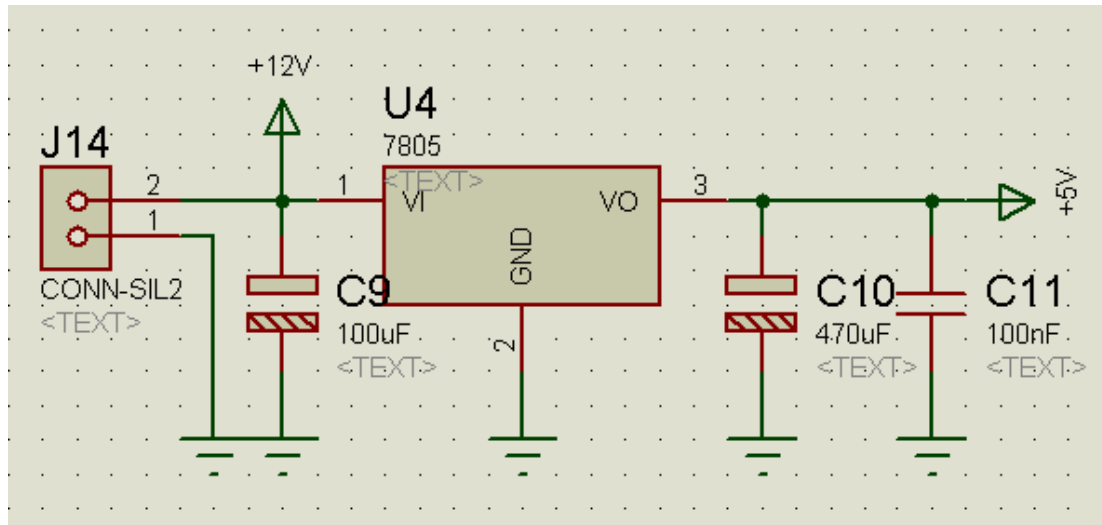 +12V
J14
2
1
CONN-SIL2
<TEXT>
U4
7805
<TEXT>
1
VI
VO
3
GND
2
C9
100uF
<TEXT>
C10
470uF
<TEXT>
C11
100nF
<TEXT>
+5V